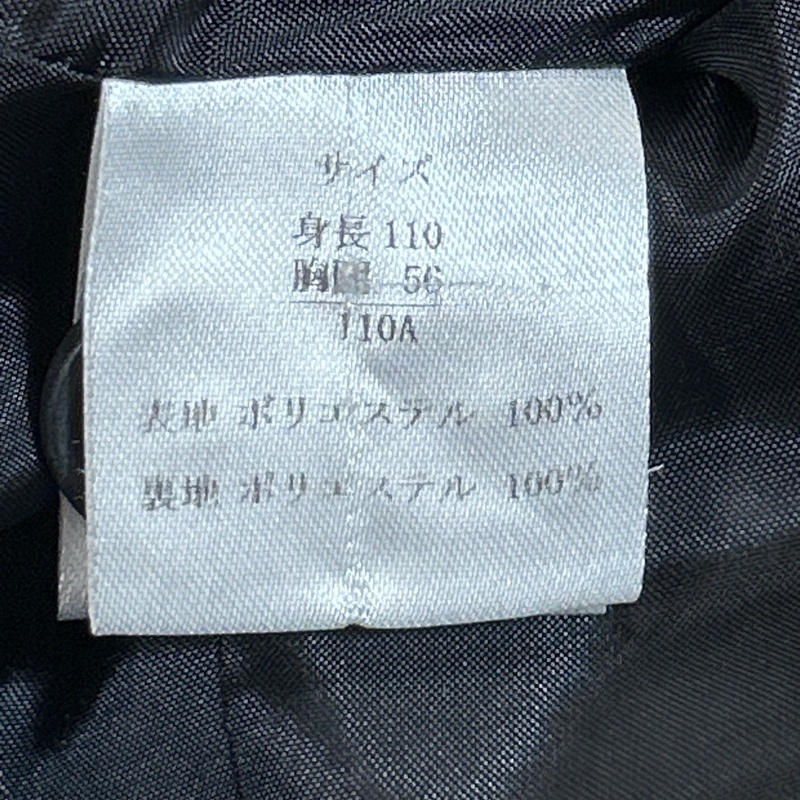 サイズ
身長 110
胸囲 56
110A
表地 ポリエステル 100%
裏地 ポリエステル 100%